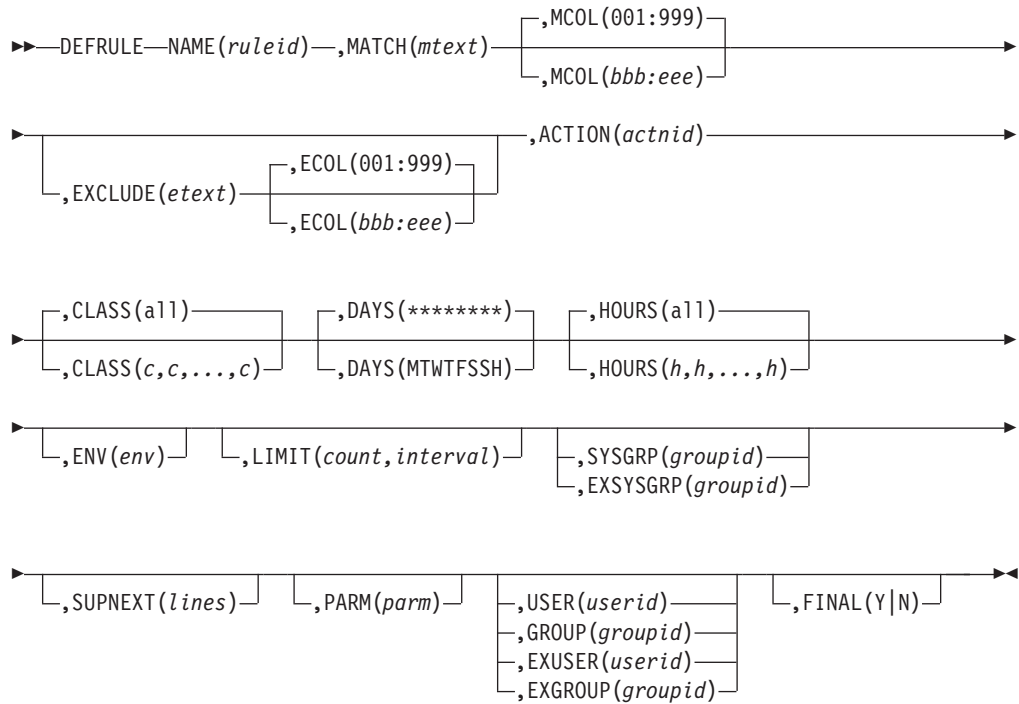 ,MCOL(001:999)
DEFRULE NAME(ruleid) ,MATCH(mtext)
,MCOL(bbb:eee)
,ACTION(actnid)
,ECOL(001:999)
,EXCLUDE(etext)
,ECOL(bbb:eee)
,CLASS(all) ,DAYS(********) ,HOURS(all)
,CLASS(c,c,...,c) ,DAYS(MTWTFSSH) ,HOURS(h,h,...,h)
,ENV(env) ,LIMIT(count,interval) ,SYSGRP(groupid)
,EXSYSGRP(groupid)
,SUPNEXT(lines) ,PARM(parm) ,USER(userid) ,FINAL(Y|N)
,GROUP(groupid)
,EXUSER(userid)
,EXGROUP(groupid)